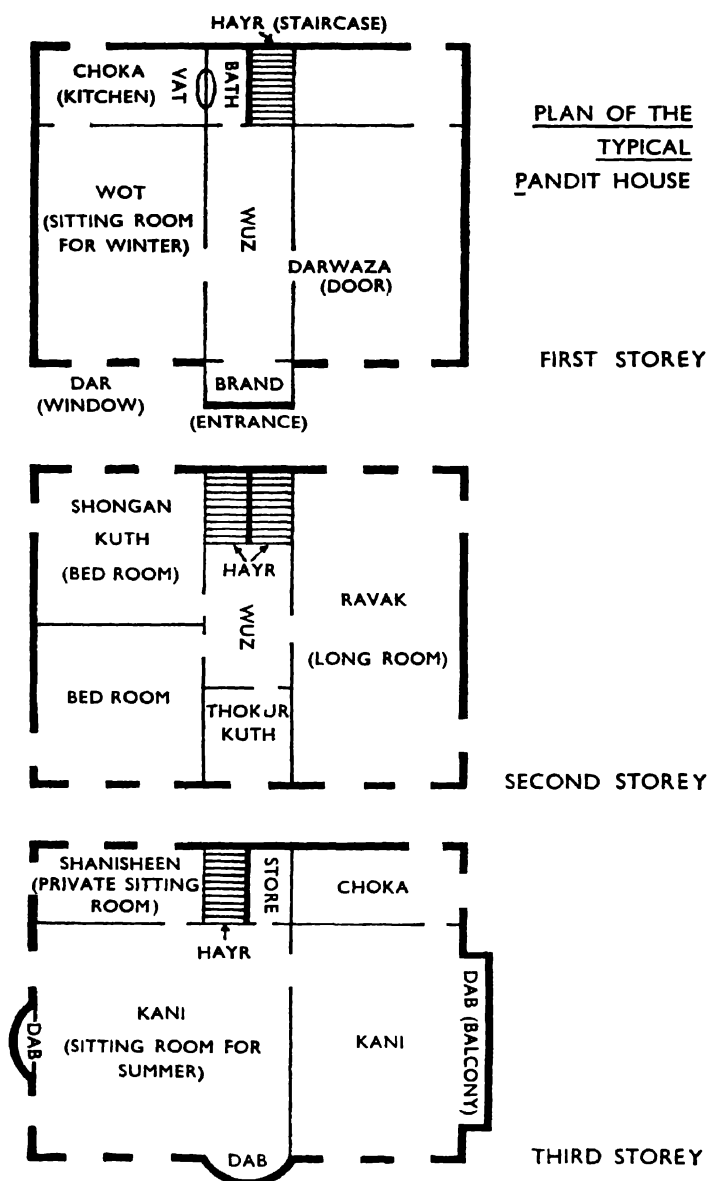 HAYR (STAIRCASE)
CHOKA
(KITCHEN)
VAT
BATH
PLAN OF THE
TYPICAL
PANDIT HOUSE
WOT
(SITTING ROOM
FOR WINTER)
WUZ
DARWAZA
(DOOR)
FIRST STOREY
DAR
(WINDOW)
BRAND
(ENTRANCE)
SHONGAN
KUTH
(BED ROOM)
HAYR
WUZ
RAVAK
(LONG ROOM)
BED ROOM
THOKUR
KUTH
SECOND STOREY
SHANISHEEN
(PRIVATE SITTING
ROOM)
STORE
CHOKA
HAYR
DAB
KANI
(SITTING ROOM FOR
SUMMER)
KANI
DAB (BALCONY)
DAB
THIRD STOREY